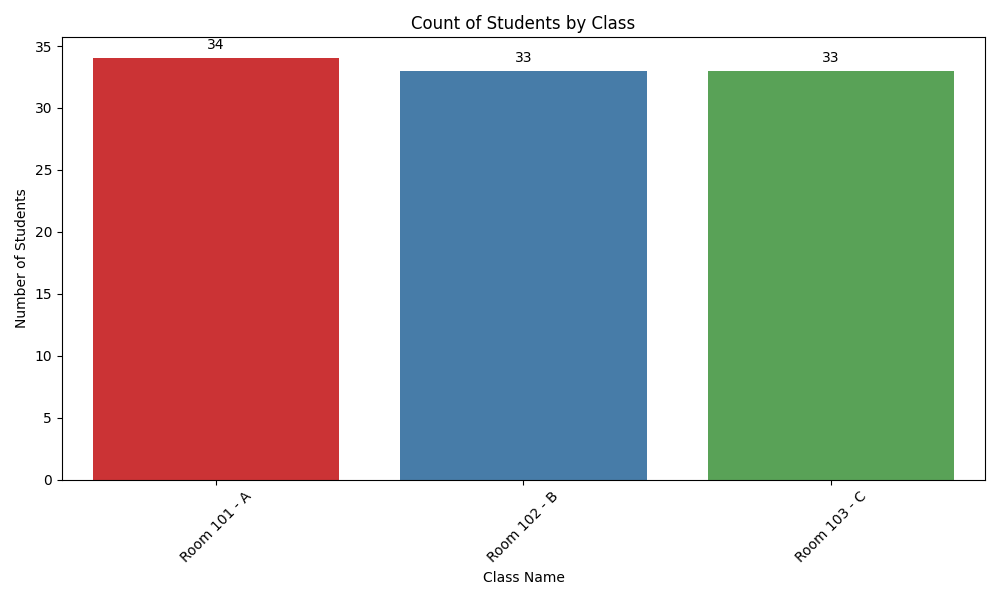 Count of Students by Class
34
33
33
35
30
25
20
15
10
5
0
Number of Students
Room 101 - A
Room 102 - B
Room 103 - C
Class Name